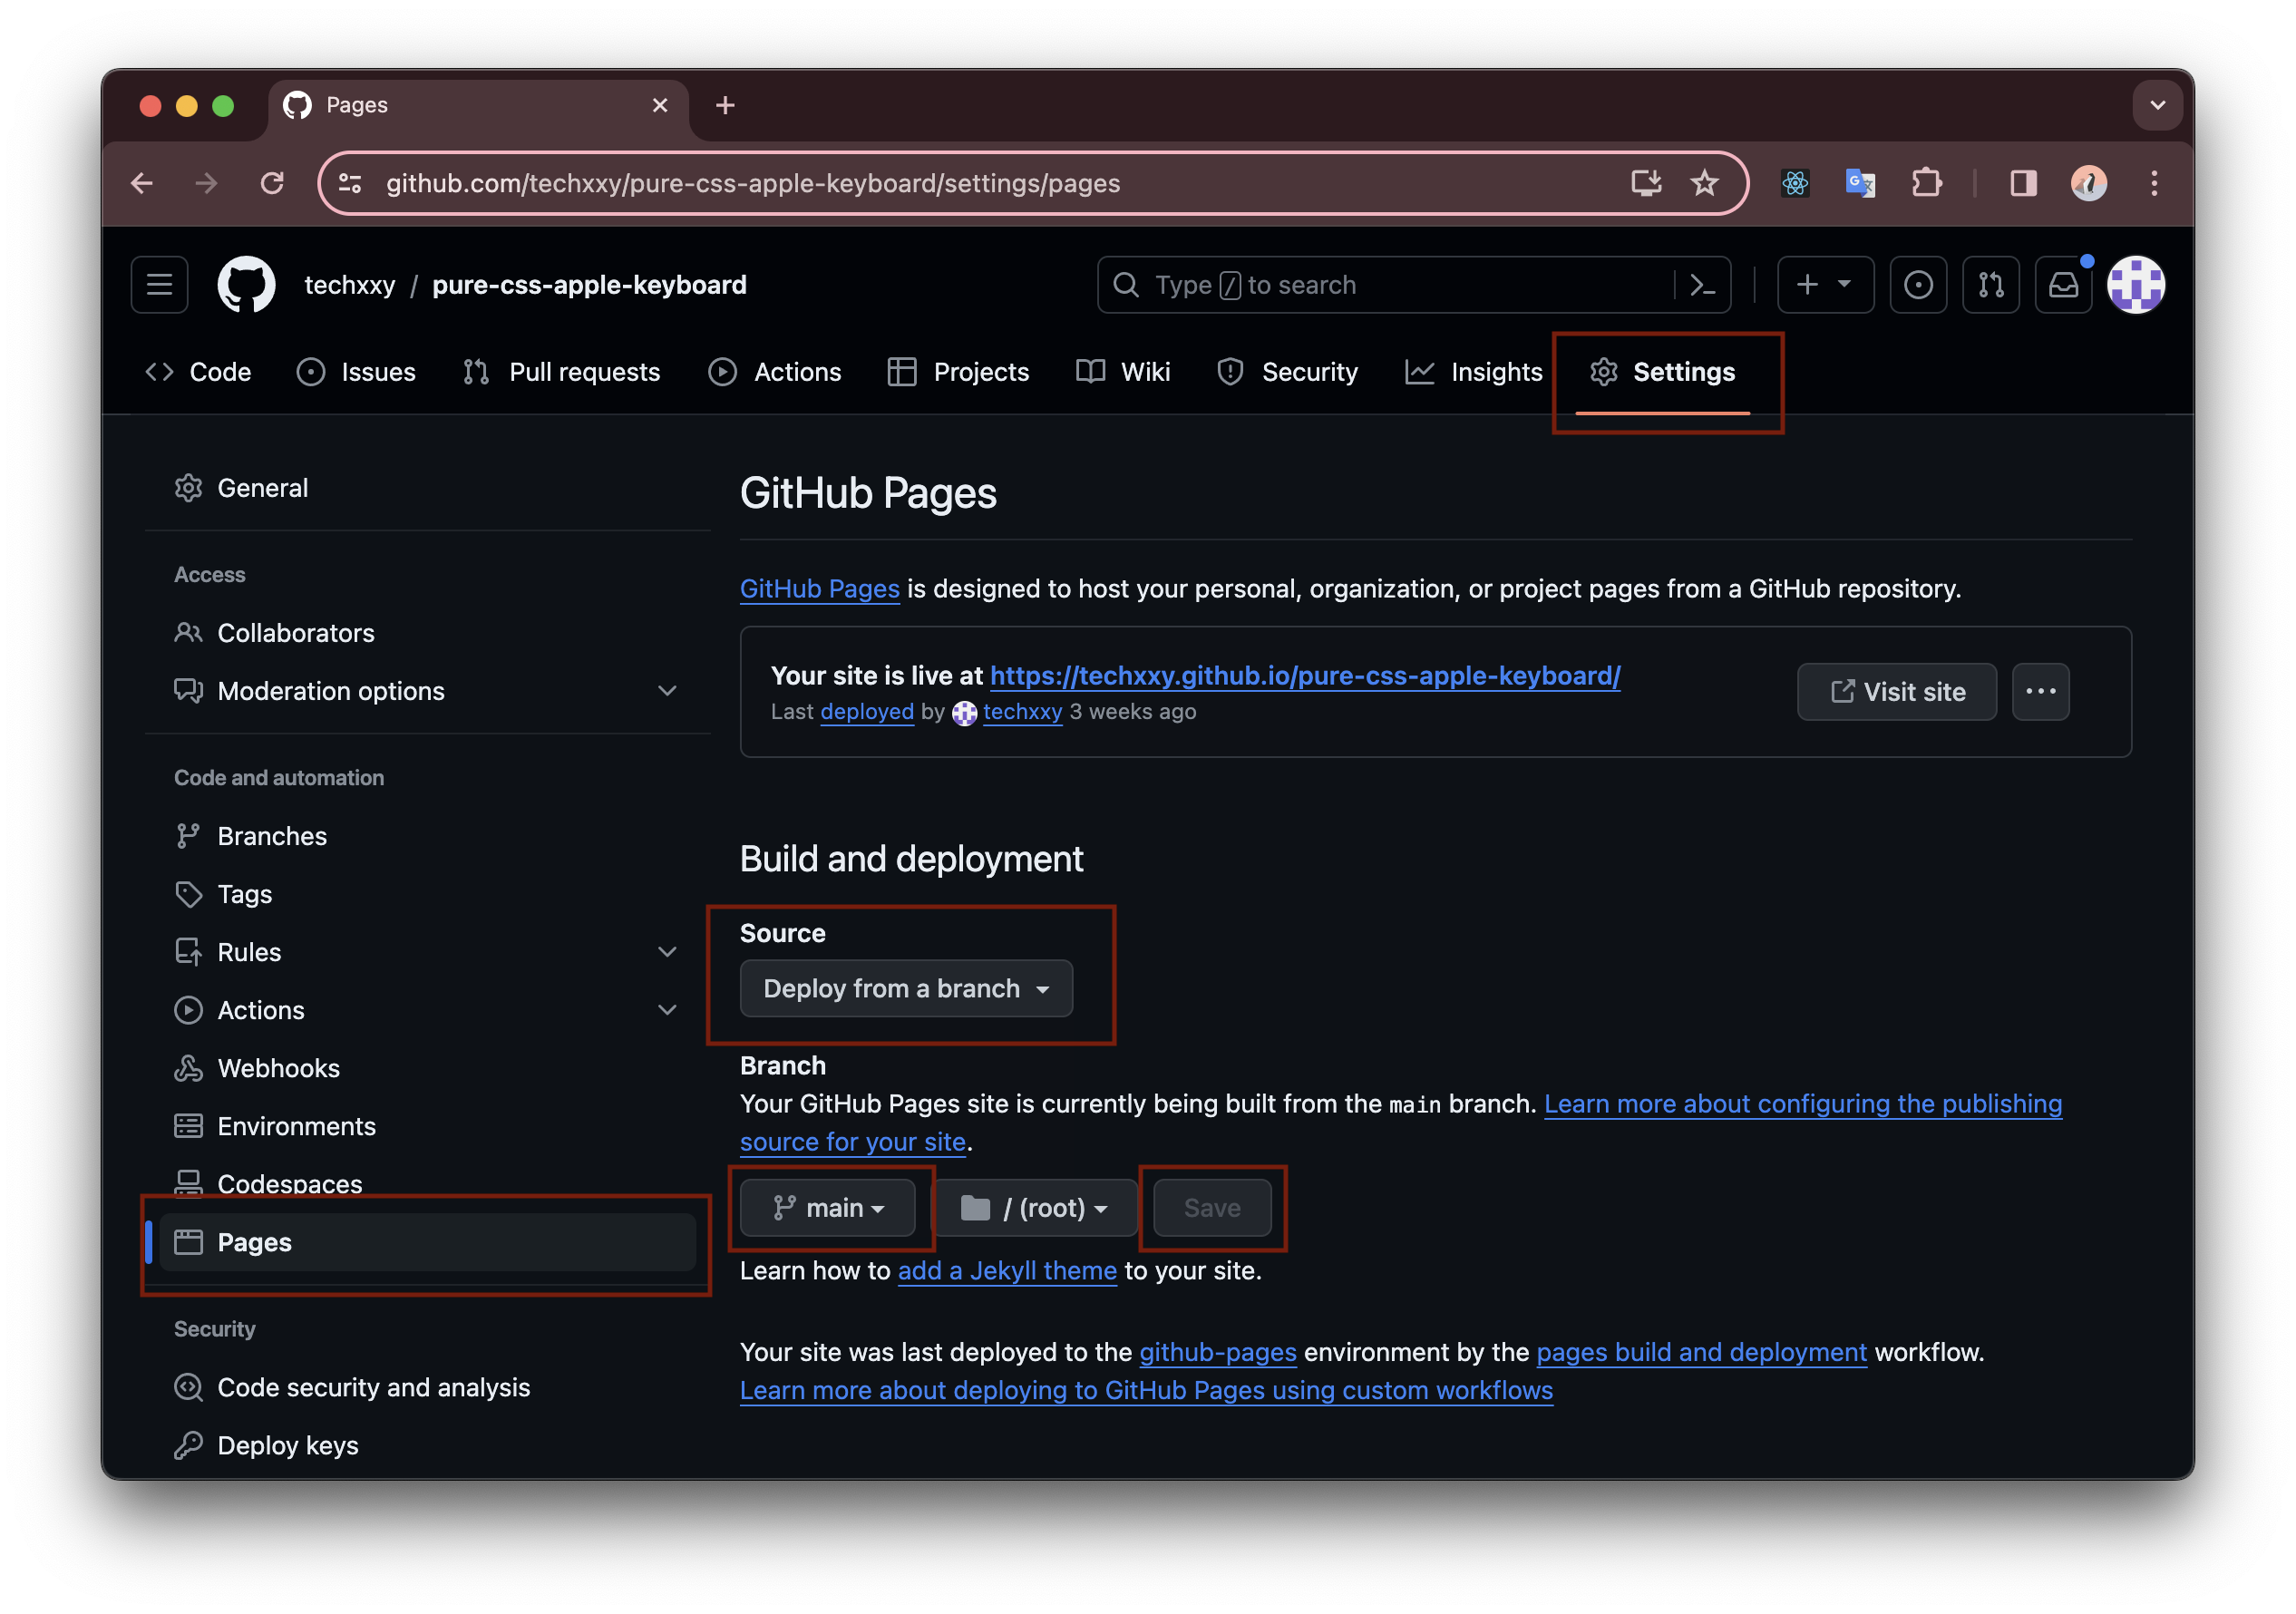 Pages
github.com/techxxy/pure-css-apple-keyboard/settings/pages
techxxy / pure-css-apple-keyboard
Type / to search
Code
Issues
Pull requests
Actions
Projects
Wiki
Security
Insights
Settings
General
Access
Collaborators
Moderation options
Code and automation
Branches
Tags
Rules
Actions
Webhooks
Environments
Codespaces
Pages
Security
Code security and analysis
Deploy keys
GitHub Pages
GitHub Pages is designed to host your personal, organization, or project pages from a GitHub repository.
Your site is live at https://techxxy.github.io/pure-css-apple-keyboard/
Last deployed by techxxy 3 weeks ago
Visit site
Build and deployment
Source
Deploy from a branch
Branch
Your GitHub Pages site is currently being built from the main branch. Learn more about configuring the publishing
source for your site.
main
/ (root)
Save
Learn how to add a Jekyll theme to your site.
Your site was last deployed to the github-pages environment by the pages build and deployment workflow.
Learn more about deploying to GitHub Pages using custom workflows